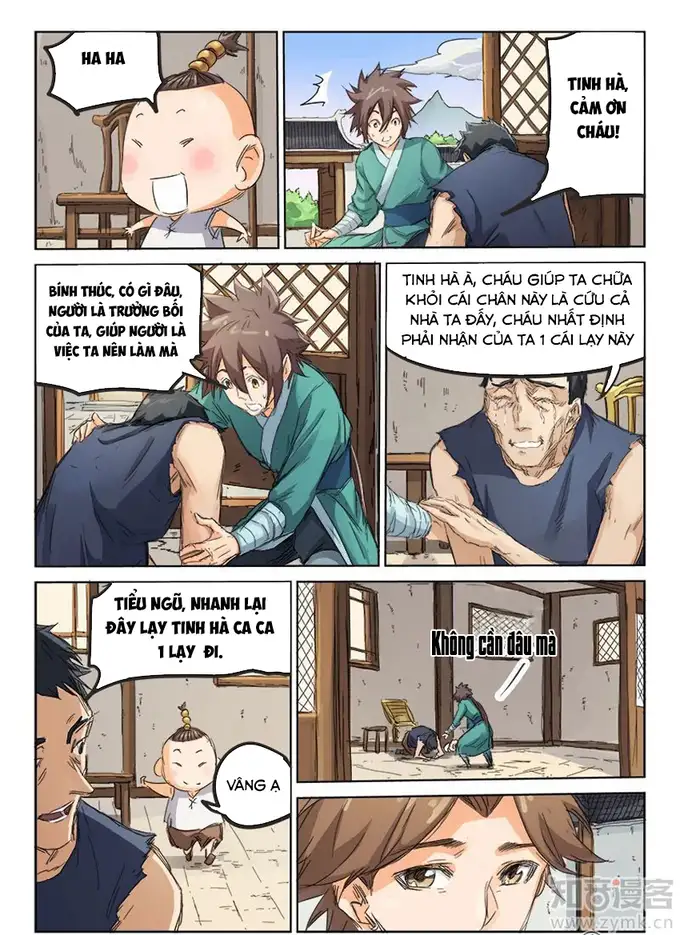 HA HA
TINH HÀ,
CẢM ƠN
CHÁU!
BÍNH THÚC, CÓ GÌ ĐÂU,
NGƯỜI LÀ TRƯỞNG BỐI
CỦA TA, GIÚP NGƯỜI LÀ
VIỆC TA NÊN LÀM MÀ
TINH HÀ À, CHÁU GIÚP TA CHỮA
KHỎI CÁI CHÂN NÀY LÀ CỨU CẢ
NHÀ TA ĐẤY, CHÁU NHẤT ĐỊNH
PHẢI NHẬN CỦA TA 1 CÁI LẠY NÀY
TIỂU NGŨ, NHANH LẠI
ĐÂY LẠY TINH HÀ CA CA
1 LẠY ĐI.
VÂNG Ạ
Không cần đâu mà
知音漫客
www.zymk.cn